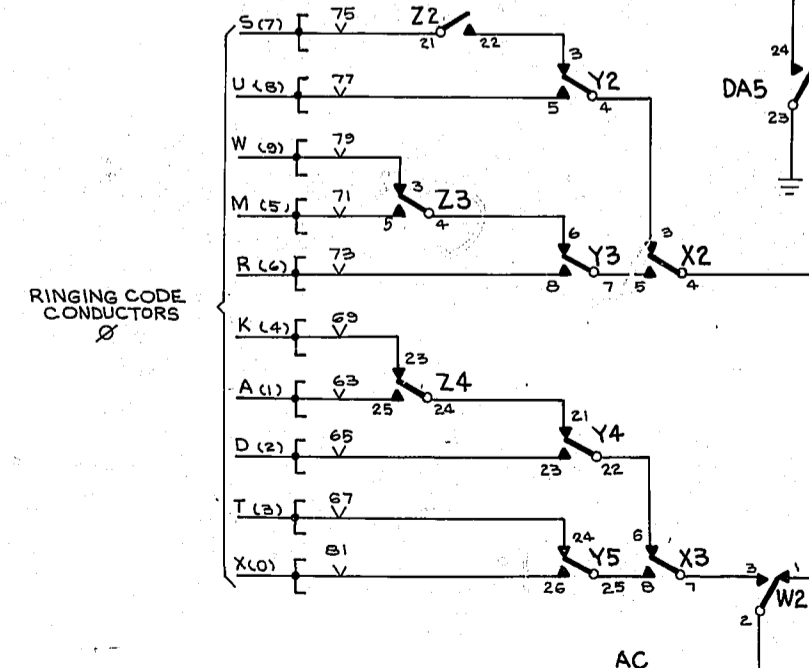 S(7) 75 Z2
21 22
3
24
U (8) 77 Y2
5 4
DA5
23
W (9) 79
3
M (5) 71 Z3
5 4
6 3
R (6) 73 Y3 X2
8 7 5 4
RINGING CODE
CONDUCTORS
Ø
K (4) 69
23
A (1) 63 Z4
25 24
21
D (2) 65 Y4
23 22
T (3) 67
24 6
X(0) 81 Y5 X3 3 1
26 25 8 7
2 W2
AC